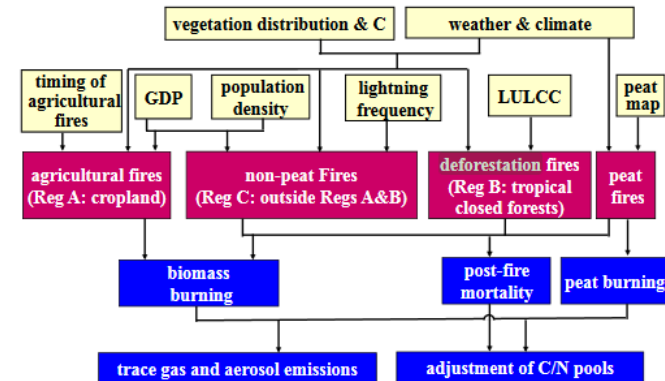 vegetation distribution & C
weather & climate
timing of
agricultural
fires
GDP
population
density
lightning
frequency
LULCC
peat
map
agricultural fires
(Reg A: cropland)
non-peat Fires
(Reg C: outside Regs A&B)
deforestation fires
(Reg B: tropical
closed forests)
peat
fires
biomass
burning
post-fire
mortality
peat burning
trace gas and aerosol emissions
adjustment of C/N pools